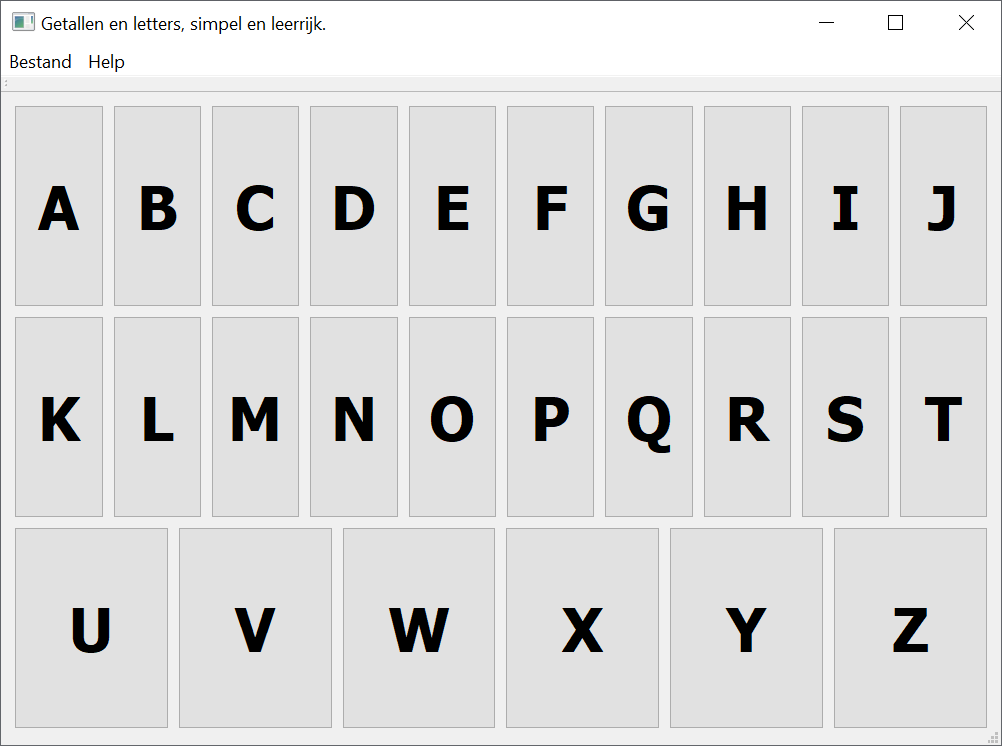 Getallen en letters, simpel en leerrijk.
Bestand Help
A B C D E F G H I J
K L M N O P Q R S T
U V W X Y Z